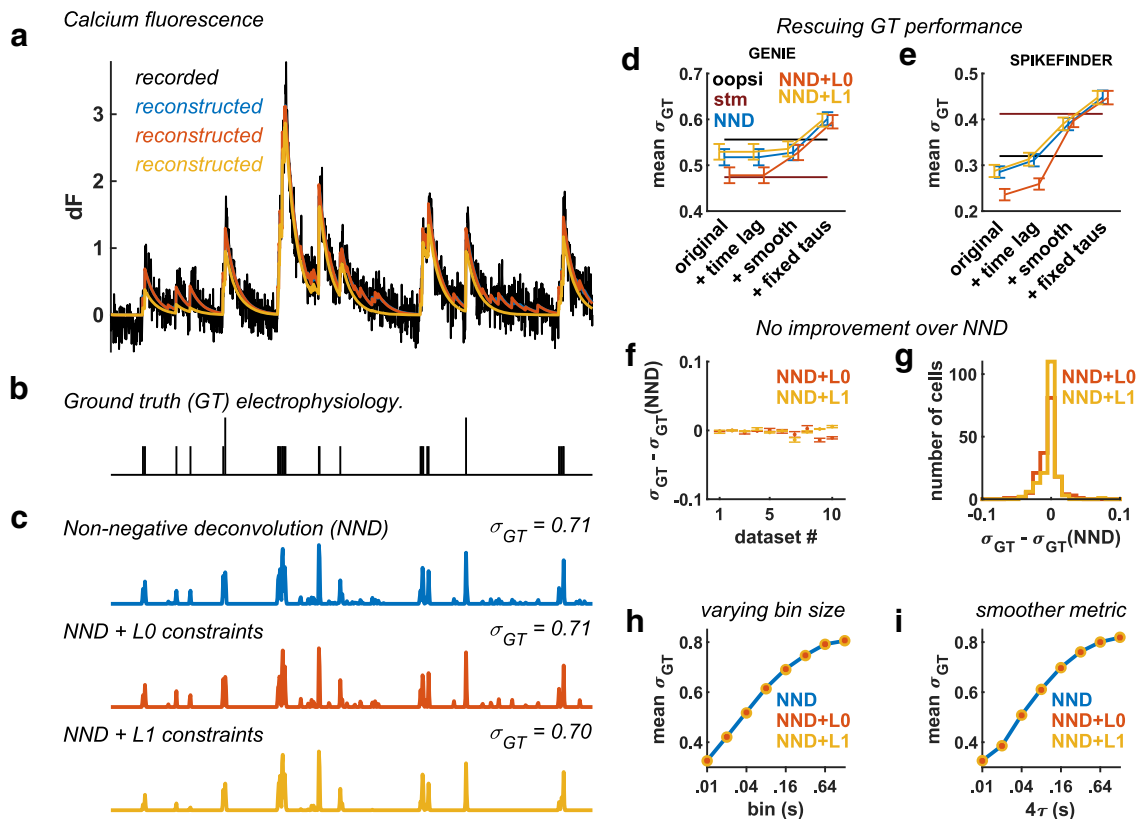 Calcium fluorescence
a
recorded
reconstructed
reconstructed
reconstructed
dF
3
2
1
0
b
Ground truth (GT) electrophysiology.
c
Non-negative deconvolution (NND)
σGT = 0.71
NND + L0 constraints
σGT = 0.71
NND + L1 constraints
σGT = 0.70
Rescuing GT performance
d
GENIE
oopsi
stm
NND
NND+L0
NND+L1
mean σGT
0.7
0.6
0.5
0.4
original
+ time lag
+ smooth
+ fixed taus
e
SPIKEFINDER
mean σGT
0.5
0.4
0.3
0.2
original
+ time lag
+ smooth
+ fixed taus
No improvement over NND
f
NND+L0
NND+L1
σGT - σGT(NND)
0.1
0
-0.1
1 5 10
dataset #
g
NND+L0
NND+L1
number of cells
100
50
0
-0.1 0 0.1
σGT - σGT(NND)
h
varying bin size
mean σGT
0.8
0.6
0.4
NND
NND+L0
NND+L1
.01 .04 .16 .64
bin (s)
i
smoother metric
mean σGT
0.8
0.6
0.4
NND
NND+L0
NND+L1
.01 .04 .16 .64
4τ (s)